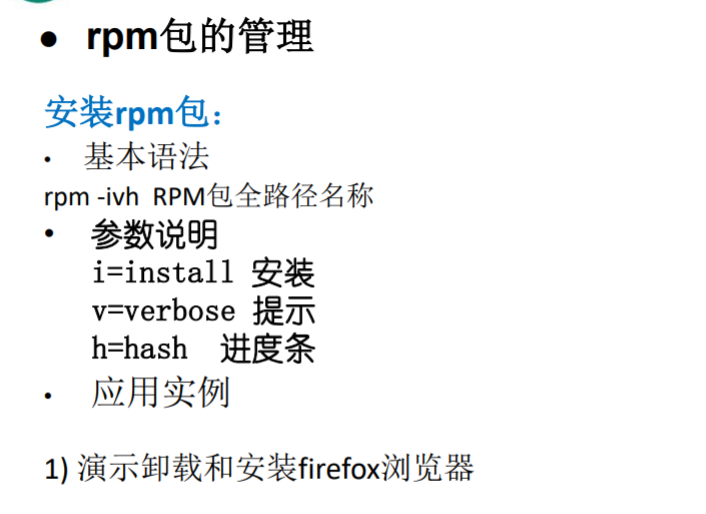 ● rpm包的管理
安装rpm包：
• 基本语法
rpm -ivh RPM包全路径名称
• 参数说明
i=install 安装
v=verbose 提示
h=hash 进度条
• 应用实例
1) 演示卸载和安装firefox浏览器